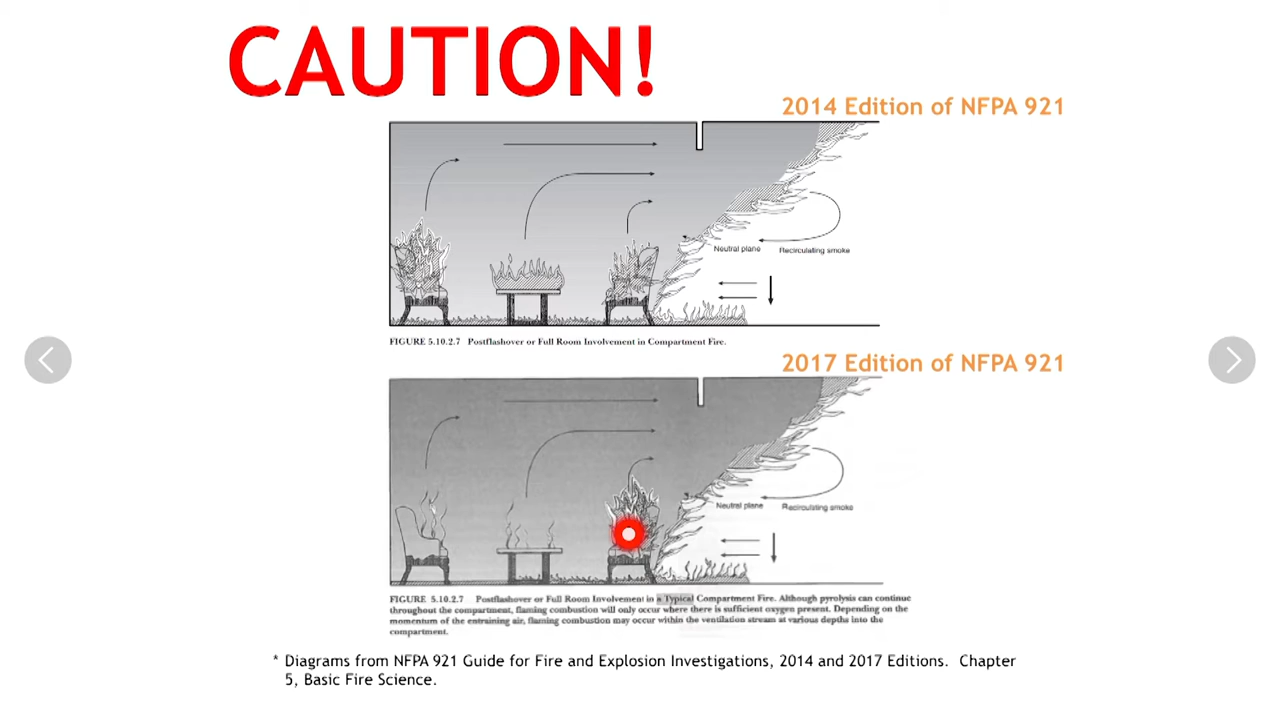 CAUTION!
2014 Edition of NFPA 921
Neutral plane
Recirculating smoke
FIGURE 5.10.2.7 Postflashover or Full Room Involvement in Compartment Fire.
2017 Edition of NFPA 921
Neutral plane
Recirculating smoke
FIGURE 5.10.2.7 Postflashover or Full Room Involvement in a Typical Compartment Fire. Although pyrolysis can continue
throughout the compartment, flaming combustion will only occur where there is sufficient oxygen present. Depending on the
momentum of the entraining air, flaming combustion may occur within the ventilation stream at various depths into the
compartment.
* Diagrams from NFPA 921 Guide for Fire and Explosion Investigations, 2014 and 2017 Editions. Chapter
5, Basic Fire Science.